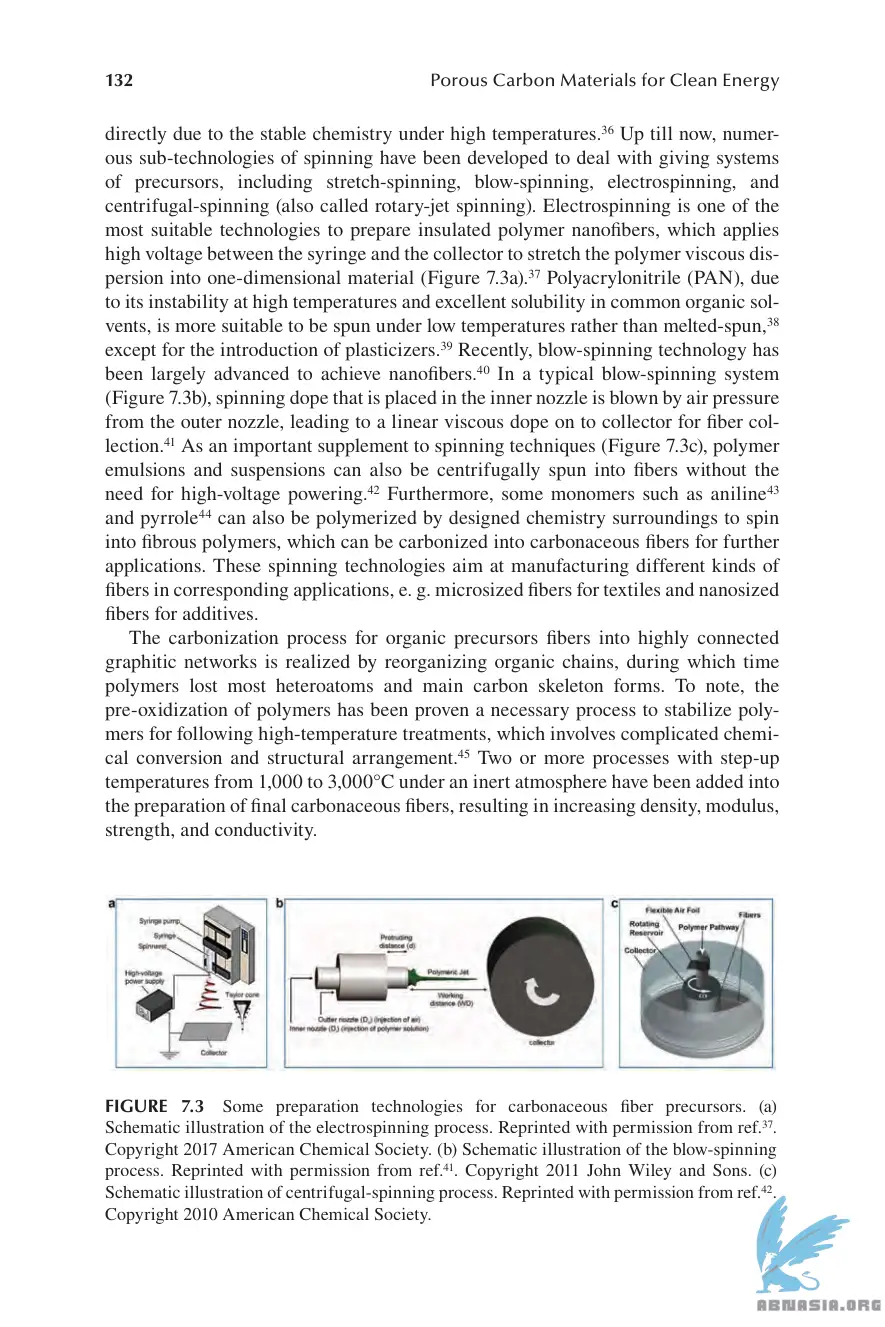 132 Porous Carbon Materials for Clean Energy
directly due to the stable chemistry under high temperatures.36 Up till now, numer-
ous sub-technologies of spinning have been developed to deal with giving systems
of precursors, including stretch-spinning, blow-spinning, electrospinning, and
centrifugal-spinning (also called rotary-jet spinning). Electrospinning is one of the
most suitable technologies to prepare insulated polymer nanofibers, which applies
high voltage between the syringe and the collector to stretch the polymer viscous dis-
persion into one-dimensional material (Figure 7.3a).37 Polyacrylonitrile (PAN), due
to its instability at high temperatures and excellent solubility in common organic sol-
vents, is more suitable to be spun under low temperatures rather than melted-spun,38
except for the introduction of plasticizers.39 Recently, blow-spinning technology has
been largely advanced to achieve nanofibers.40 In a typical blow-spinning system
(Figure 7.3b), spinning dope that is placed in the inner nozzle is blown by air pressure
from the outer nozzle, leading to a linear viscous dope on to collector for fiber col-
lection.41 As an important supplement to spinning techniques (Figure 7.3c), polymer
emulsions and suspensions can also be centrifugally spun into fibers without the
need for high-voltage powering.42 Furthermore, some monomers such as aniline43
and pyrrole44 can also be polymerized by designed chemistry surroundings to spin
into fibrous polymers, which can be carbonized into carbonaceous fibers for further
applications. These spinning technologies aim at manufacturing different kinds of
fibers in corresponding applications, e. g. microsized fibers for textiles and nanosized
fibers for additives.
The carbonization process for organic precursors fibers into highly connected
graphitic networks is realized by reorganizing organic chains, during which time
polymers lost most heteroatoms and main carbon skeleton forms. To note, the
pre-oxidization of polymers has been proven a necessary process to stabilize poly-
mers for following high-temperature treatments, which involves complicated chemi-
cal conversion and structural arrangement.45 Two or more processes with step-up
temperatures from 1,000 to 3,000°C under an inert atmosphere have been added into
the preparation of final carbonaceous fibers, resulting in increasing density, modulus,
strength, and conductivity.
a
Syringe pump
Syringe
Spinneret
High-voltage
power supply
Taylor cone
Collector
b
Protruding
distance (d)
Polymeric Jet
Working
distance (WD)
Outter nozzle (Do) (injection of air)
Inner nozzle (Di) (injection of polymer solution)
collector
c
Flexible Air Foil
Fibers
Rotating
Reservoir
Polymer Pathway
Collector
FIGURE 7.3 Some preparation technologies for carbonaceous fiber precursors. (a)
Schematic illustration of the electrospinning process. Reprinted with permission from ref.37.
Copyright 2017 American Chemical Society. (b) Schematic illustration of the blow-spinning
process. Reprinted with permission from ref.41. Copyright 2011 John Wiley and Sons. (c)
Schematic illustration of centrifugal-spinning process. Reprinted with permission from ref.42.
Copyright 2010 American Chemical Society.
ABNASIA.ORG